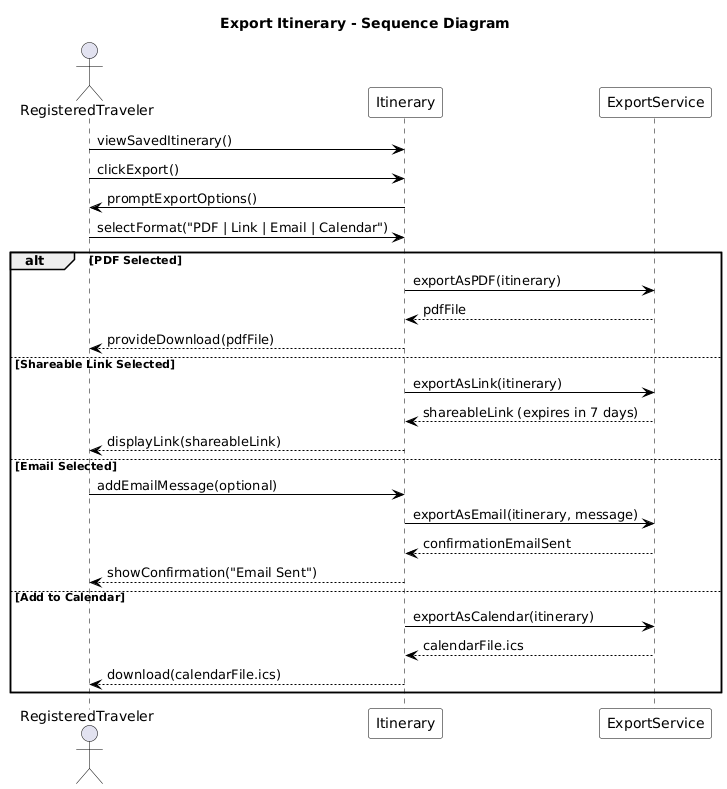 Export Itinerary - Sequence Diagram
RegisteredTraveler
Itinerary
ExportService
viewSavedItinerary()
clickExport()
promptExportOptions()
selectFormat("PDF | Link | Email | Calendar")
alt
[PDF Selected]
exportAsPDF(itinerary)
pdfFile
provideDownload(pdfFile)
[Shareable Link Selected]
exportAsLink(itinerary)
shareableLink (expires in 7 days)
displayLink(shareableLink)
[Email Selected]
addEmailMessage(optional)
exportAsEmail(itinerary, message)
confirmationEmailSent
showConfirmation("Email Sent")
[Add to Calendar]
exportAsCalendar(itinerary)
calendarFile.ics
download(calendarFile.ics)
RegisteredTraveler
Itinerary
ExportService